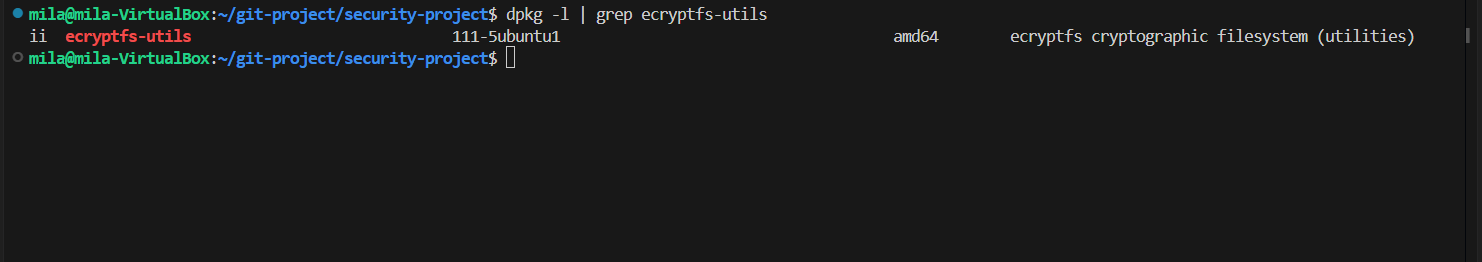 mila@mila-VirtualBox:~/git-project/security-project$ dpkg -l | grep ecryptfs-utils
ii  ecryptfs-utils                             111-5ubuntu1                                     amd64        ecryptfs cryptographic filesystem (utilities)
mila@mila-VirtualBox:~/git-project/security-project$